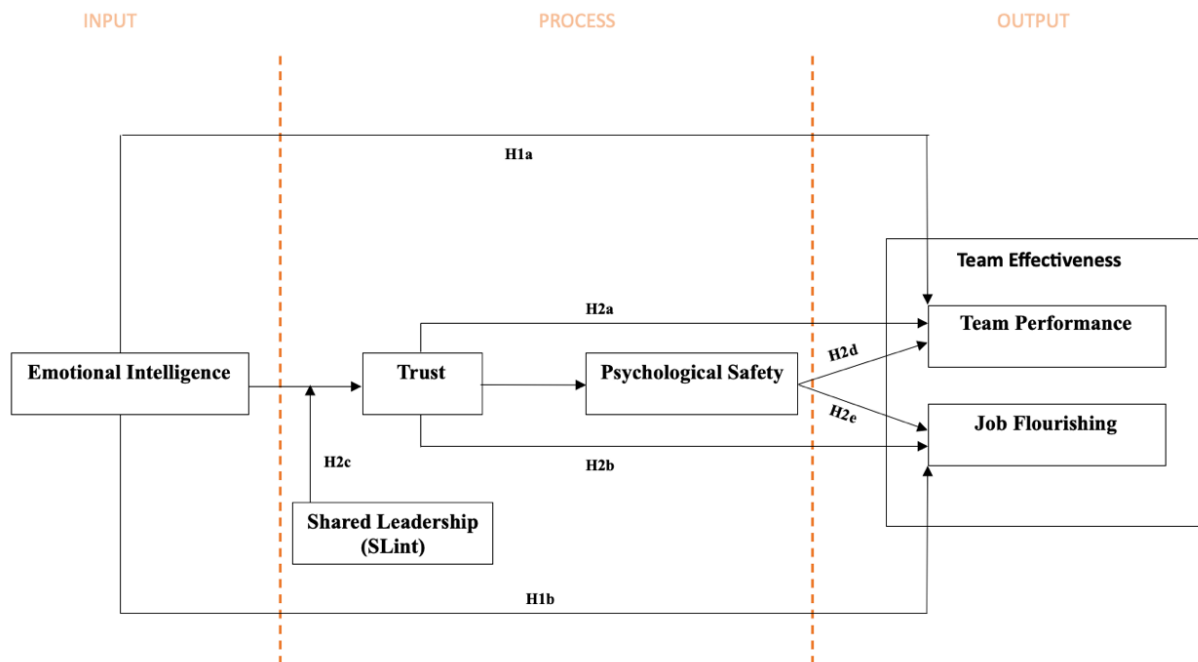 INPUT
PROCESS
OUTPUT
H1a
Team Effectiveness
H2a
Team Performance
H2d
Emotional Intelligence
Trust
Psychological Safety
H2e
Job Flourishing
H2c
H2b
Shared Leadership
(SLint)
H1b